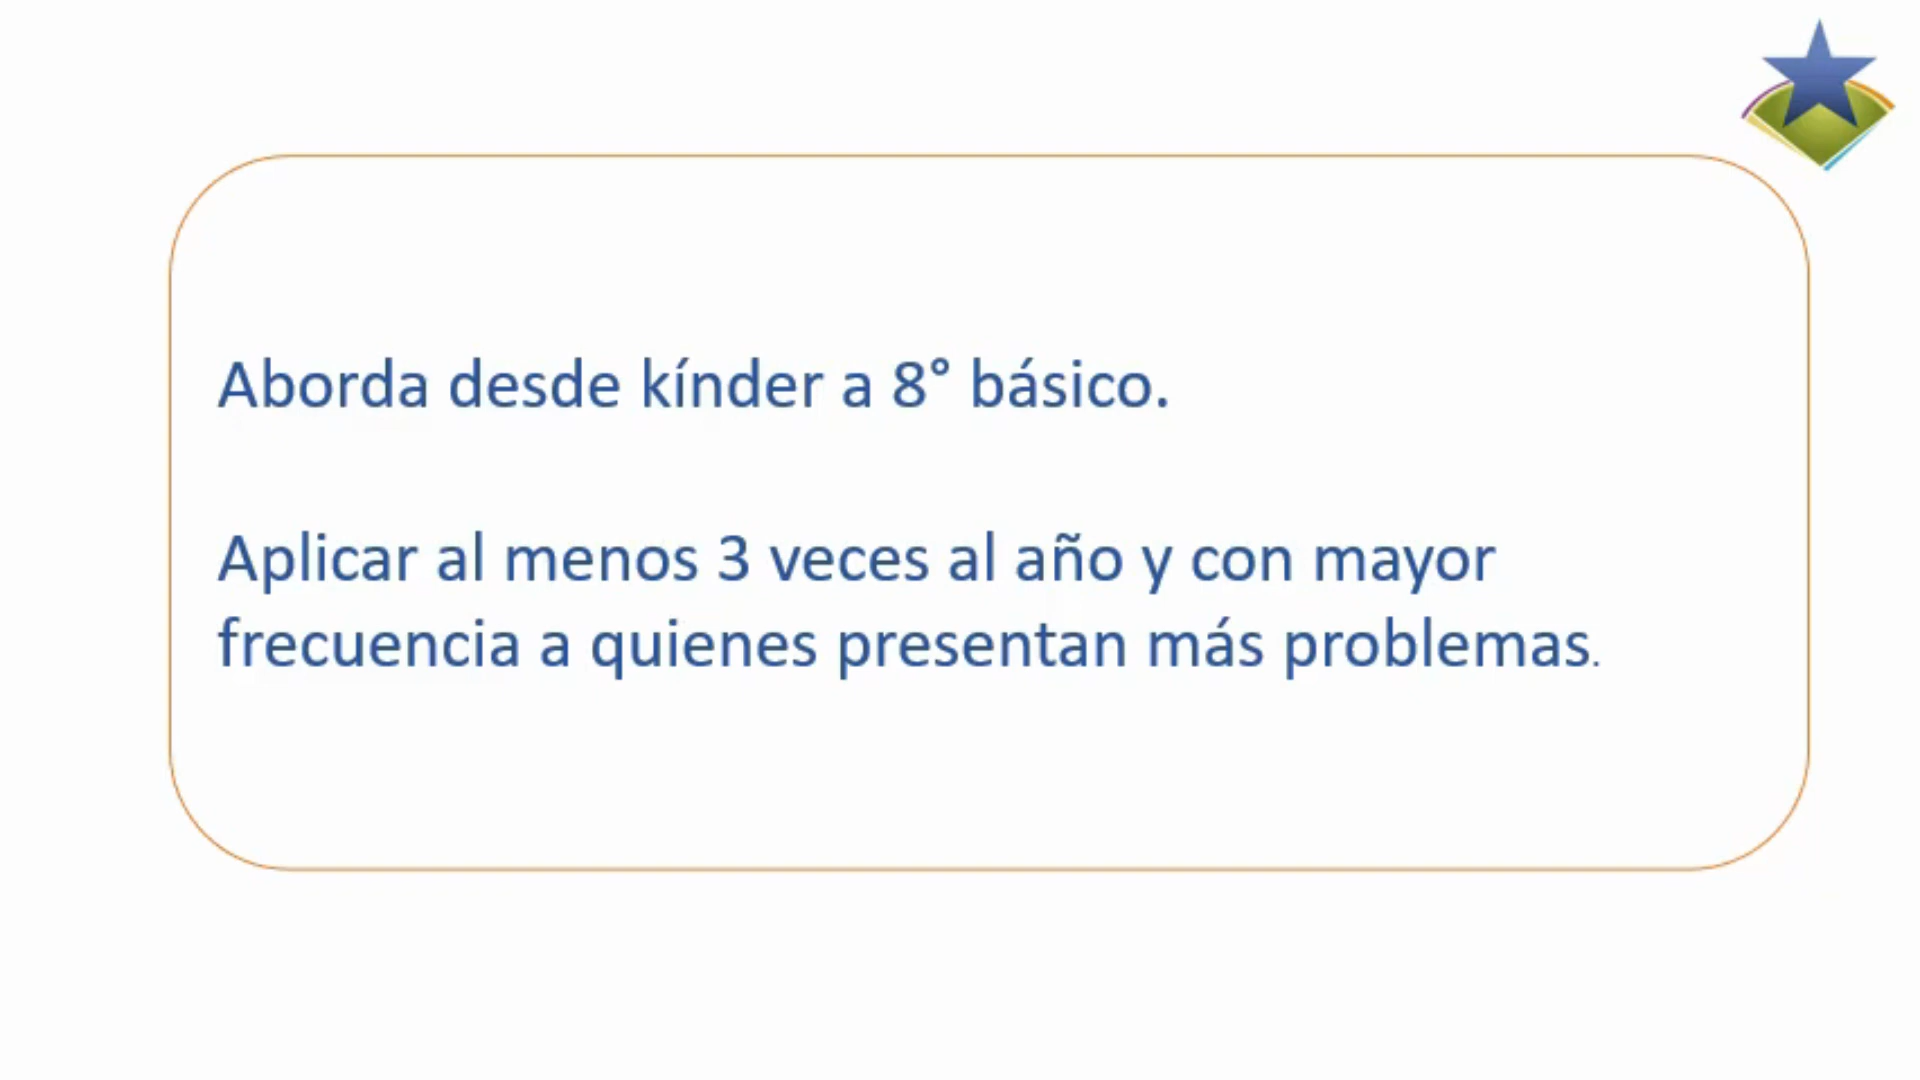 Aborda desde kínder a 8° básico.
Aplicar al menos 3 veces al año y con mayor
frecuencia a quienes presentan más problemas.